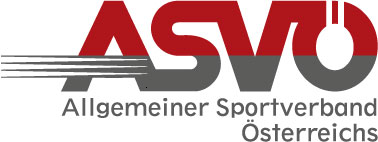 ASVÖ
Allgemeiner Sportverband
Österreichs